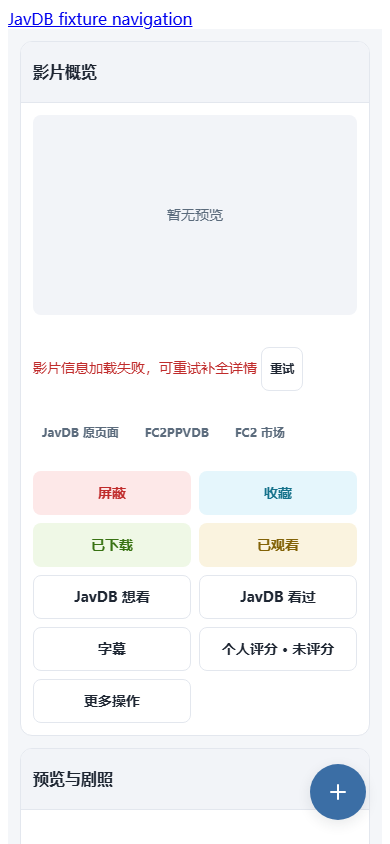 JavDB fixture navigation
影片概览
暂无预览
影片信息加载失败，可重试补全详情 重试
JavDB 原页面 FC2PPVDB FC2 市场
屏蔽 收藏
已下载 已观看
JavDB 想看 JavDB 看过
字幕 个人评分 • 未评分
更多操作
预览与剧照